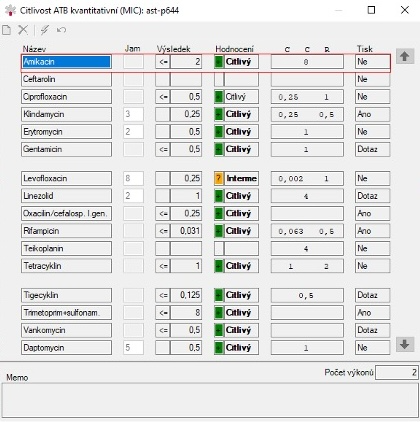 Citlivost ATB kvantitativní (MIC): ast-p644
Název Jam Výsledek Hodnocení C C R Tisk
Amikacin <= 2 Citlivý 8 Ne
Ceftarolin Ne
Ciprofloxacin <= 0,5 Citlivý 0,25 1 Ne
Klindamycin 3 <= 0,25 Citlivý 0,25 0,5 Ano
Erytromycin 2 <= 0,5 Citlivý 1 Ne
Gentamicin <= 0,5 Citlivý 1 Dotaz
Levofloxacin 8 0,25 ? Interme 0,002 1 Ne
Linezolid 2 1 Citlivý 4 Dotaz
Oxacilin/cefalosp. I.gen. <= 0,25 Citlivý Ano
Rifampicin <= 0,031 Citlivý 0,063 0,5 Ano
Teikoplanin Citlivý 4 Ne
Tetracyklin <= 1 Citlivý 1 2 Ne
Tigecyklin <= 0,125 Citlivý 0,5 Dotaz
Trimetoprim+sulfonam. <= 8 Citlivý Ano
Vankomycin <= 0,5 Citlivý Dotaz
Daptomycin 5 0,5 Citlivý 1 Ne
Počet výkonů 2
Memo